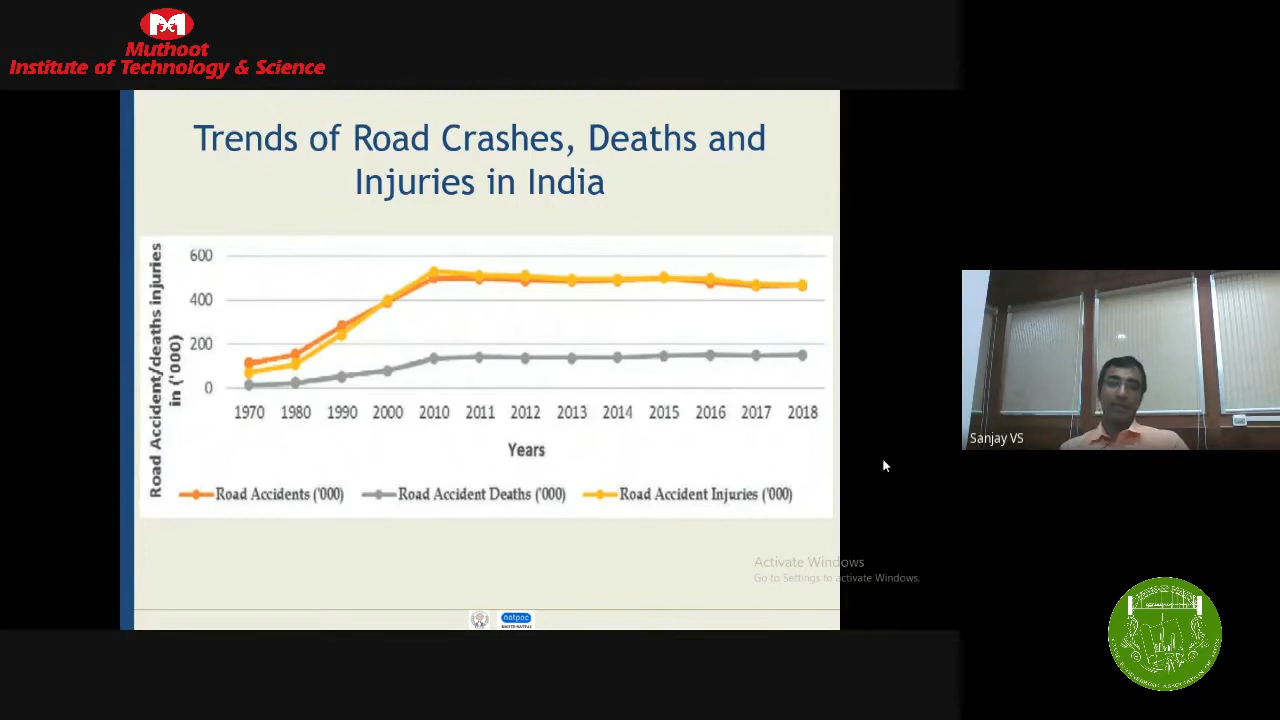 Muthoot
Institute of Technology & Science
Trends of Road Crashes, Deaths and
Injuries in India
Road Accident/deaths injuries
in ('000)
600
400
200
0
1970 1980 1990 2000 2010 2011 2012 2013 2014 2015 2016 2017 2018
Years
Road Accidents ('000) Road Accident Deaths ('000) Road Accident Injuries ('000)
Sanjay VS
Activate Windows
Go to Settings to activate Windows.
natpac